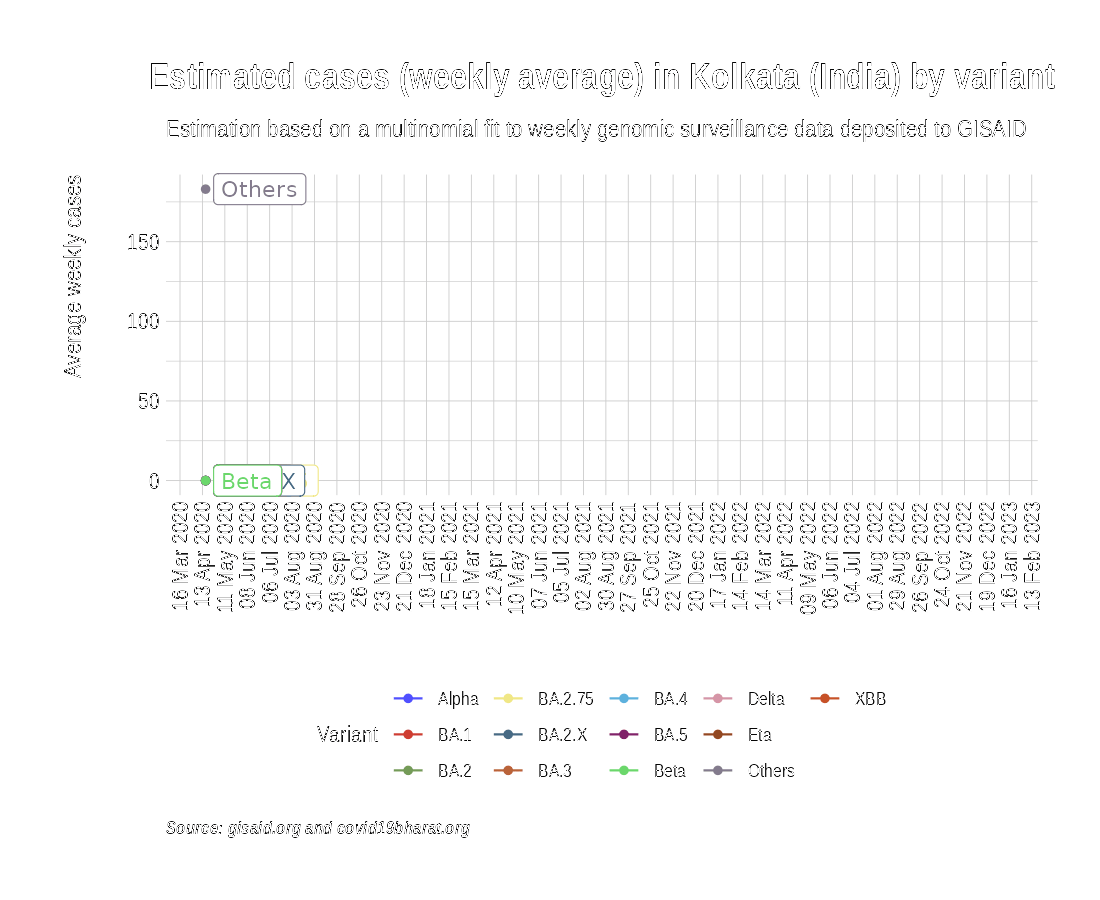 Estimated cases (weekly average) in Kolkata (India) by variant
Estimation based on a multinomial fit to weekly genomic surveillance data deposited to GISAID
Average weekly cases
Others
150
100
50
0
Beta
X
16 Mar 2020
13 Apr 2020
11 May 2020
08 Jun 2020
06 Jul 2020
03 Aug 2020
31 Aug 2020
28 Sep 2020
26 Oct 2020
23 Nov 2020
21 Dec 2020
18 Jan 2021
15 Feb 2021
15 Mar 2021
12 Apr 2021
10 May 2021
07 Jun 2021
05 Jul 2021
02 Aug 2021
30 Aug 2021
27 Sep 2021
25 Oct 2021
22 Nov 2021
20 Dec 2021
17 Jan 2022
14 Feb 2022
14 Mar 2022
11 Apr 2022
09 May 2022
06 Jun 2022
04 Jul 2022
01 Aug 2022
29 Aug 2022
26 Sep 2022
24 Oct 2022
21 Nov 2022
19 Dec 2022
16 Jan 2023
13 Feb 2023
Variant
Alpha
BA.1
BA.2
BA.2.75
BA.2.X
BA.3
BA.4
BA.5
Beta
Delta
Eta
Others
XBB
Source: gisaid.org and covid19bharat.org